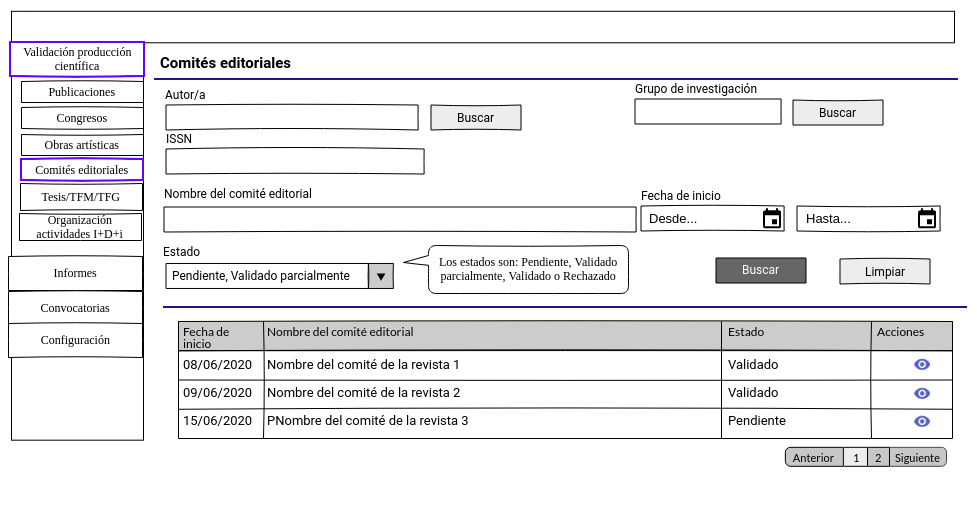 Validación producción
científica
Publicaciones
Congresos
Obras artísticas
Comités editoriales
Tesis/TFM/TFG
Organización
actividades I+D+i
Informes
Convocatorias
Configuración
Comités editoriales
Autor/a
Buscar
Grupo de investigación
Buscar
ISSN
Nombre del comité editorial
Fecha de inicio
Desde...
Hasta...
Estado
Pendiente, Validado parcialmente
Los estados son: Pendiente, Validado
parcialmente, Validado o Rechazado
Buscar
Limpiar
Fecha de
inicio
Nombre del comité editorial
Estado
Acciones
08/06/2020 Nombre del comité de la revista 1 Validado
09/06/2020 Nombre del comité de la revista 2 Validado
15/06/2020 PNombre del comité de la revista 3 Pendiente
Anterior 1 2 Siguiente